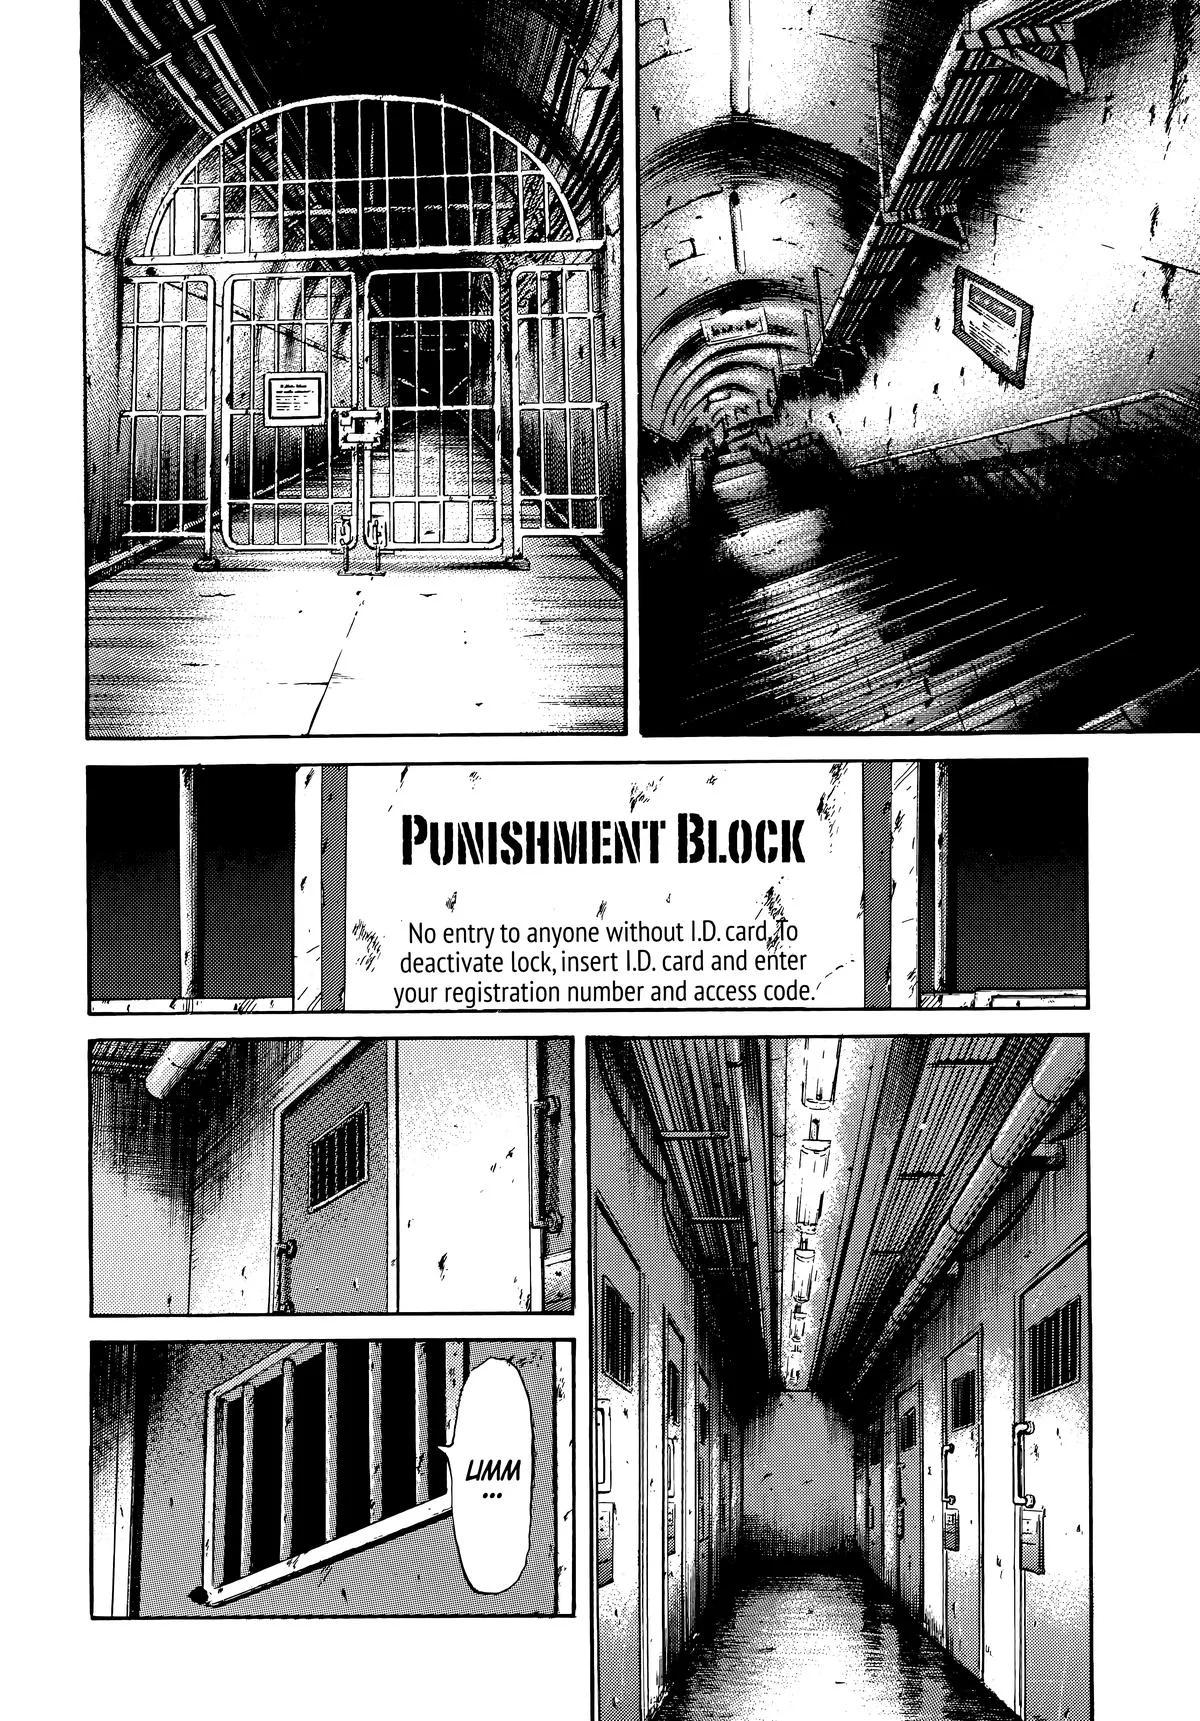 PUNISHMENT BLOCK
No entry to anyone without I.D. card. To
deactivate lock, insert I.D. card and enter
your registration number and access code.
UMM
...